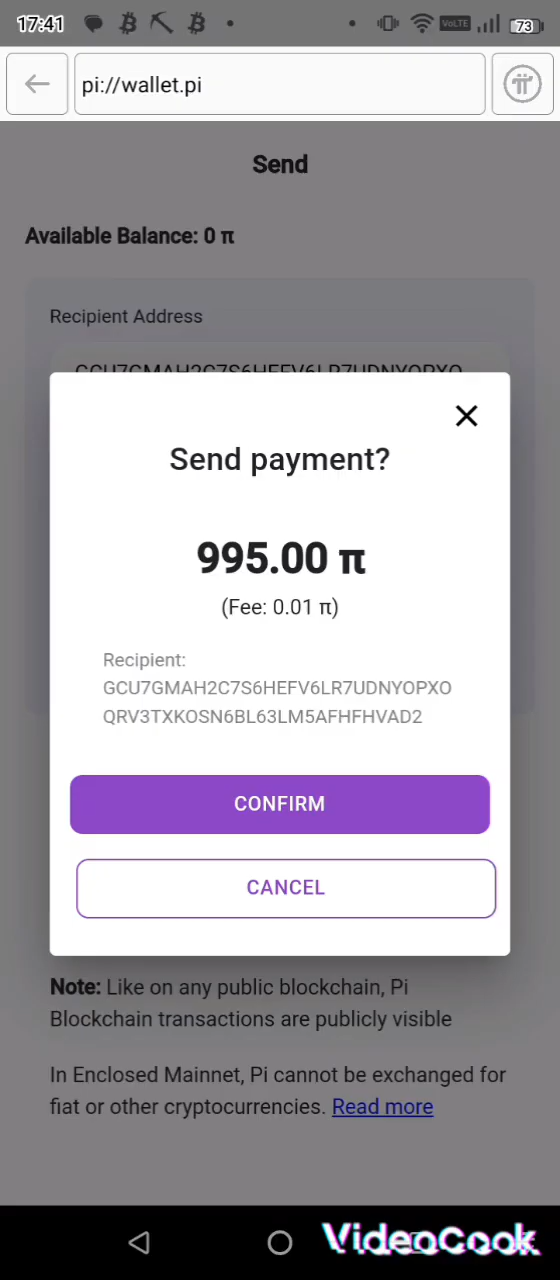 17:41
VoLTE
73
pi://wallet.pi
Send
Available Balance: 0 π
Recipient Address
GCU7GMAH2C7S6HEFV6LR7UDNYOPXO
Send payment?
995.00 π
(Fee: 0.01 π)
Recipient:
GCU7GMAH2C7S6HEFV6LR7UDNYOPXO
QRV3TXKOSN6BL63LM5AFHFHVAD2
CONFIRM
CANCEL
Note: Like on any public blockchain, Pi
Blockchain transactions are publicly visible
In Enclosed Mainnet, Pi cannot be exchanged for
fiat or other cryptocurrencies. Read more
VideoCook